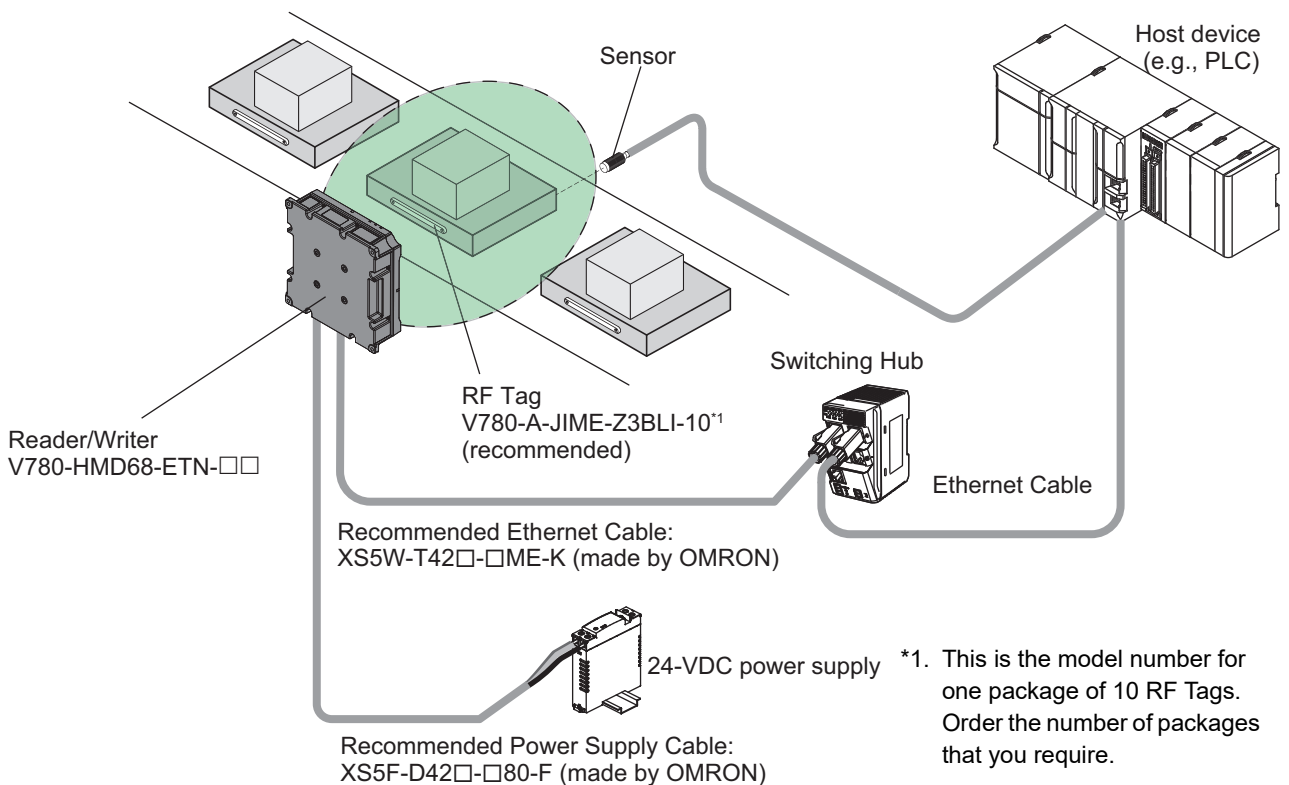 Sensor
Host device
(e.g., PLC)
Switching Hub
RF Tag
V780-A-JIME-Z3BLI-10*1
(recommended)
Reader/Writer
V780-HMD68-ETN-□□
Ethernet Cable
Recommended Ethernet Cable:
XS5W-T42□-□ME-K (made by OMRON)
24-VDC power supply
*1. This is the model number for
one package of 10 RF Tags.
Order the number of packages
that you require.
Recommended Power Supply Cable:
XS5F-D42□-□80-F (made by OMRON)